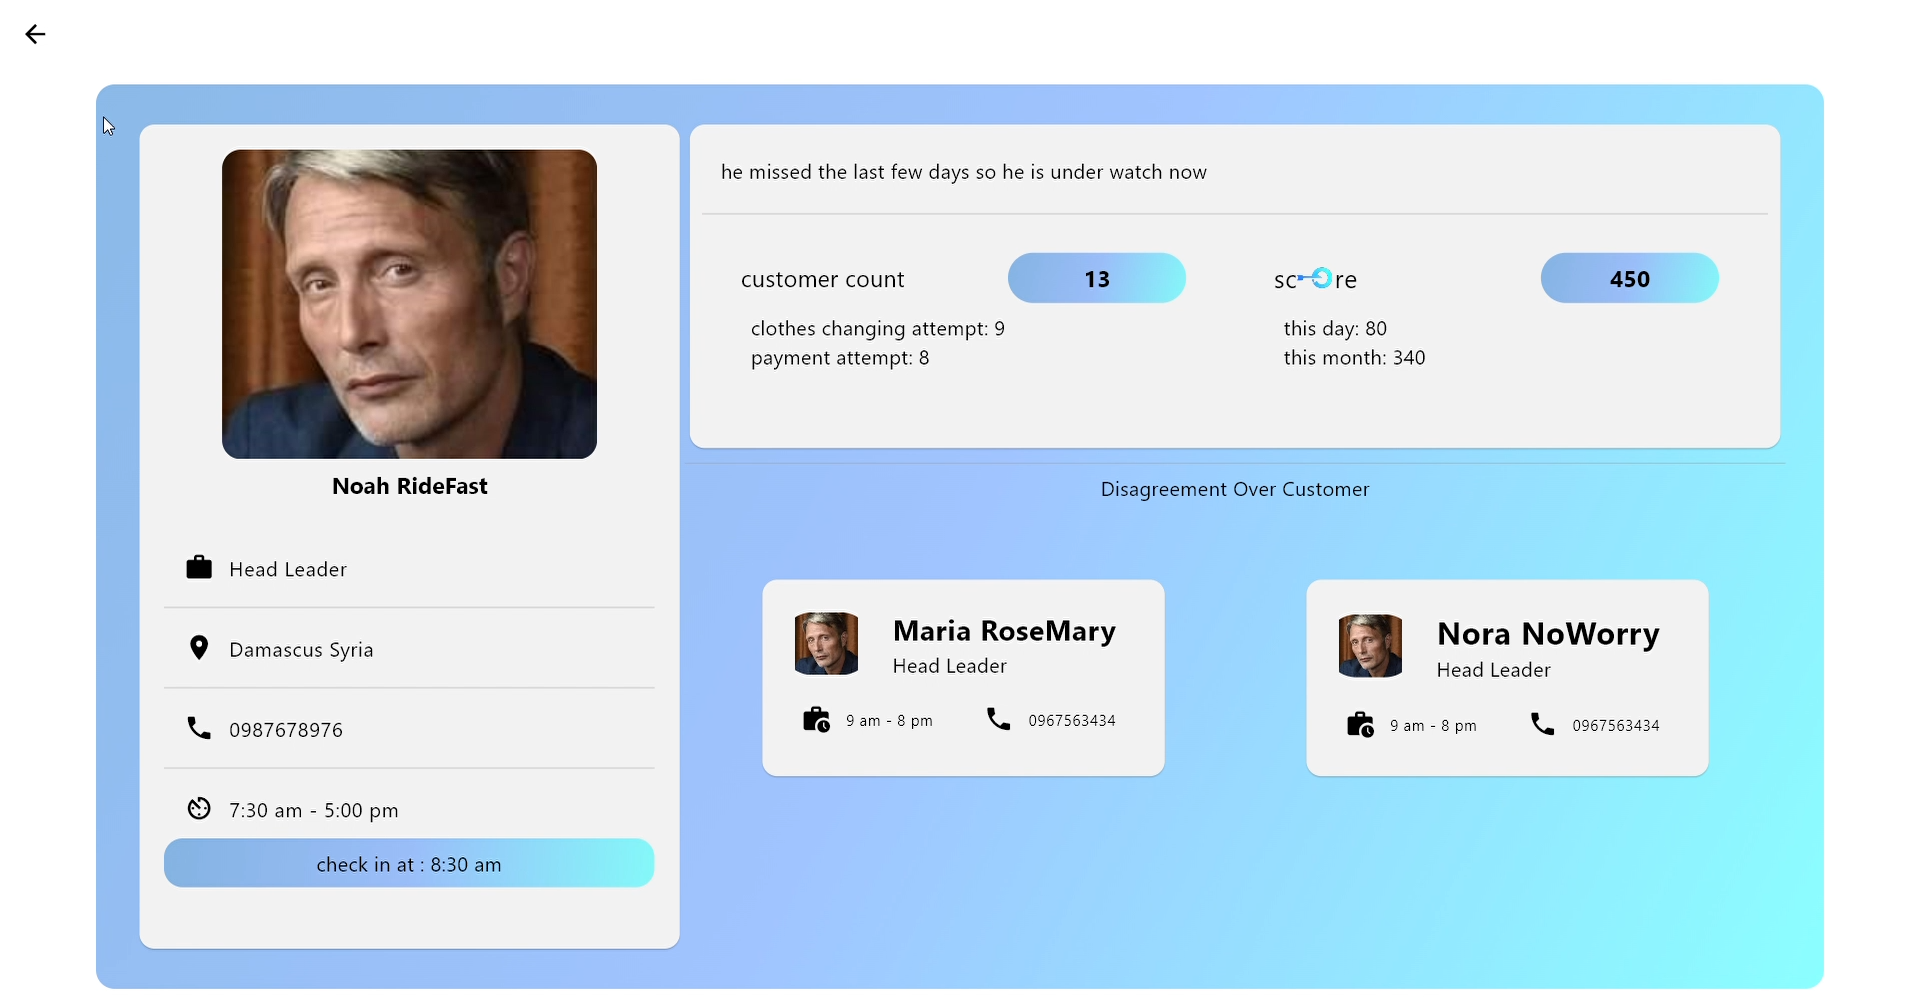 Noah RideFast
Head Leader
Damascus Syria
0987678976
7:30 am - 5:00 pm
check in at : 8:30 am
he missed the last few days so he is under watch now
customer count 13
clothes changing attempt: 9
payment attempt: 8
score 450
this day: 80
this month: 340
Disagreement Over Customer
Maria RoseMary
Head Leader
9 am - 8 pm 0967563434
Nora NoWorry
Head Leader
9 am - 8 pm 0967563434